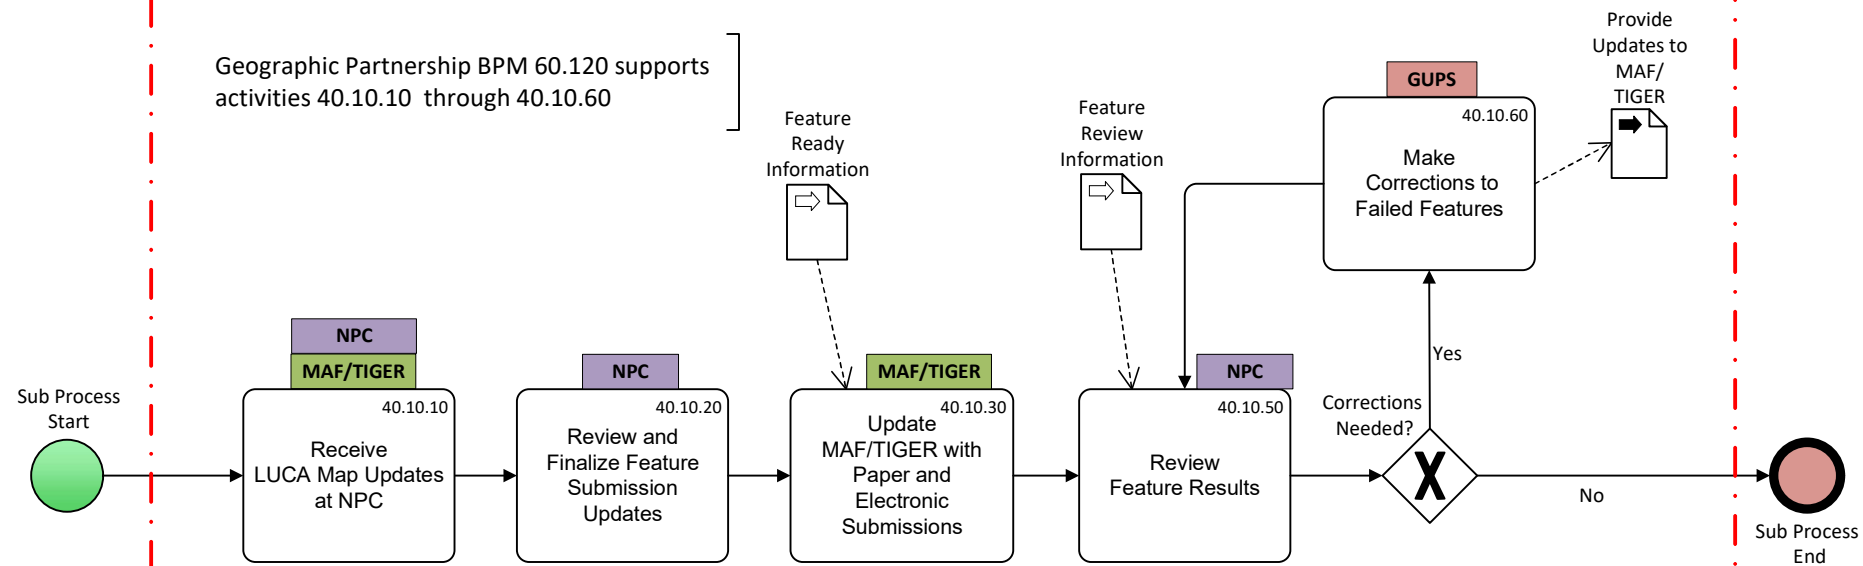 Geographic Partnership BPM 60.120 supports
activities 40.10.10 through 40.10.60
Sub Process
Start
NPC
MAF/TIGER
40.10.10
Receive
LUCA Map Updates
at NPC
NPC
40.10.20
Review and
Finalize Feature
Submission
Updates
Feature
Ready
Information
MAF/TIGER
40.10.30
Update
MAF/TIGER with
Paper and
Electronic
Submissions
Feature
Review
Information
NPC
40.10.50
Review
Feature Results
Corrections
Needed?
X
Yes
No
GUPS
40.10.60
Make
Corrections to
Failed Features
Provide
Updates to
MAF/
TIGER
Sub Process
End